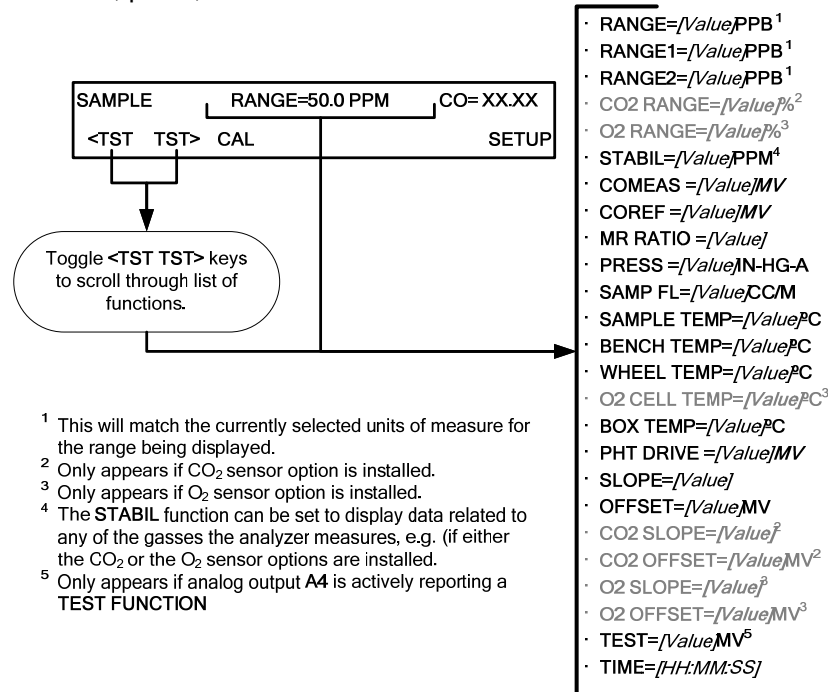 SAMPLE RANGE=50.0 PPM CO= XX.XX
<TST TST> CAL SETUP
Toggle <TST TST> keys
to scroll through list of
functions.
1 This will match the currently selected units of measure for
the range being displayed.
2 Only appears if CO2 sensor option is installed.
3 Only appears if O2 sensor option is installed.
4 The STABIL function can be set to display data related to
any of the gasses the analyzer measures, e.g. (if either
the CO2 or the O2 sensor options are installed.
5 Only appears if analog output A4 is actively reporting a
TEST FUNCTION
· RANGE=[Value]PPB1
· RANGE1=[Value]PPB1
· RANGE2=[Value]PPB1
· CO2 RANGE=[Value]%2
· O2 RANGE=[Value]%3
· STABIL=[Value]PPM4
· COMEAS =[Value]MV
· COREF =[Value]MV
· MR RATIO =[Value]
· PRESS =[Value]IN-HG-A
· SAMP FL=[Value]CC/M
· SAMPLE TEMP=[Value]ºC
· BENCH TEMP=[Value]ºC
· WHEEL TEMP=[Value]ºC
· O2 CELL TEMP=[Value]ºC3
· BOX TEMP=[Value]ºC
· PHT DRIVE =[Value]MV
· SLOPE=[Value]
· OFFSET=[Value]MV
· CO2 SLOPE=[Value]2
· CO2 OFFSET=[Value]MV2
· O2 SLOPE=[Value]3
· O2 OFFSET=[Value]MV3
· TEST=[Value]MV5
· TIME=[HH:MM:SS]